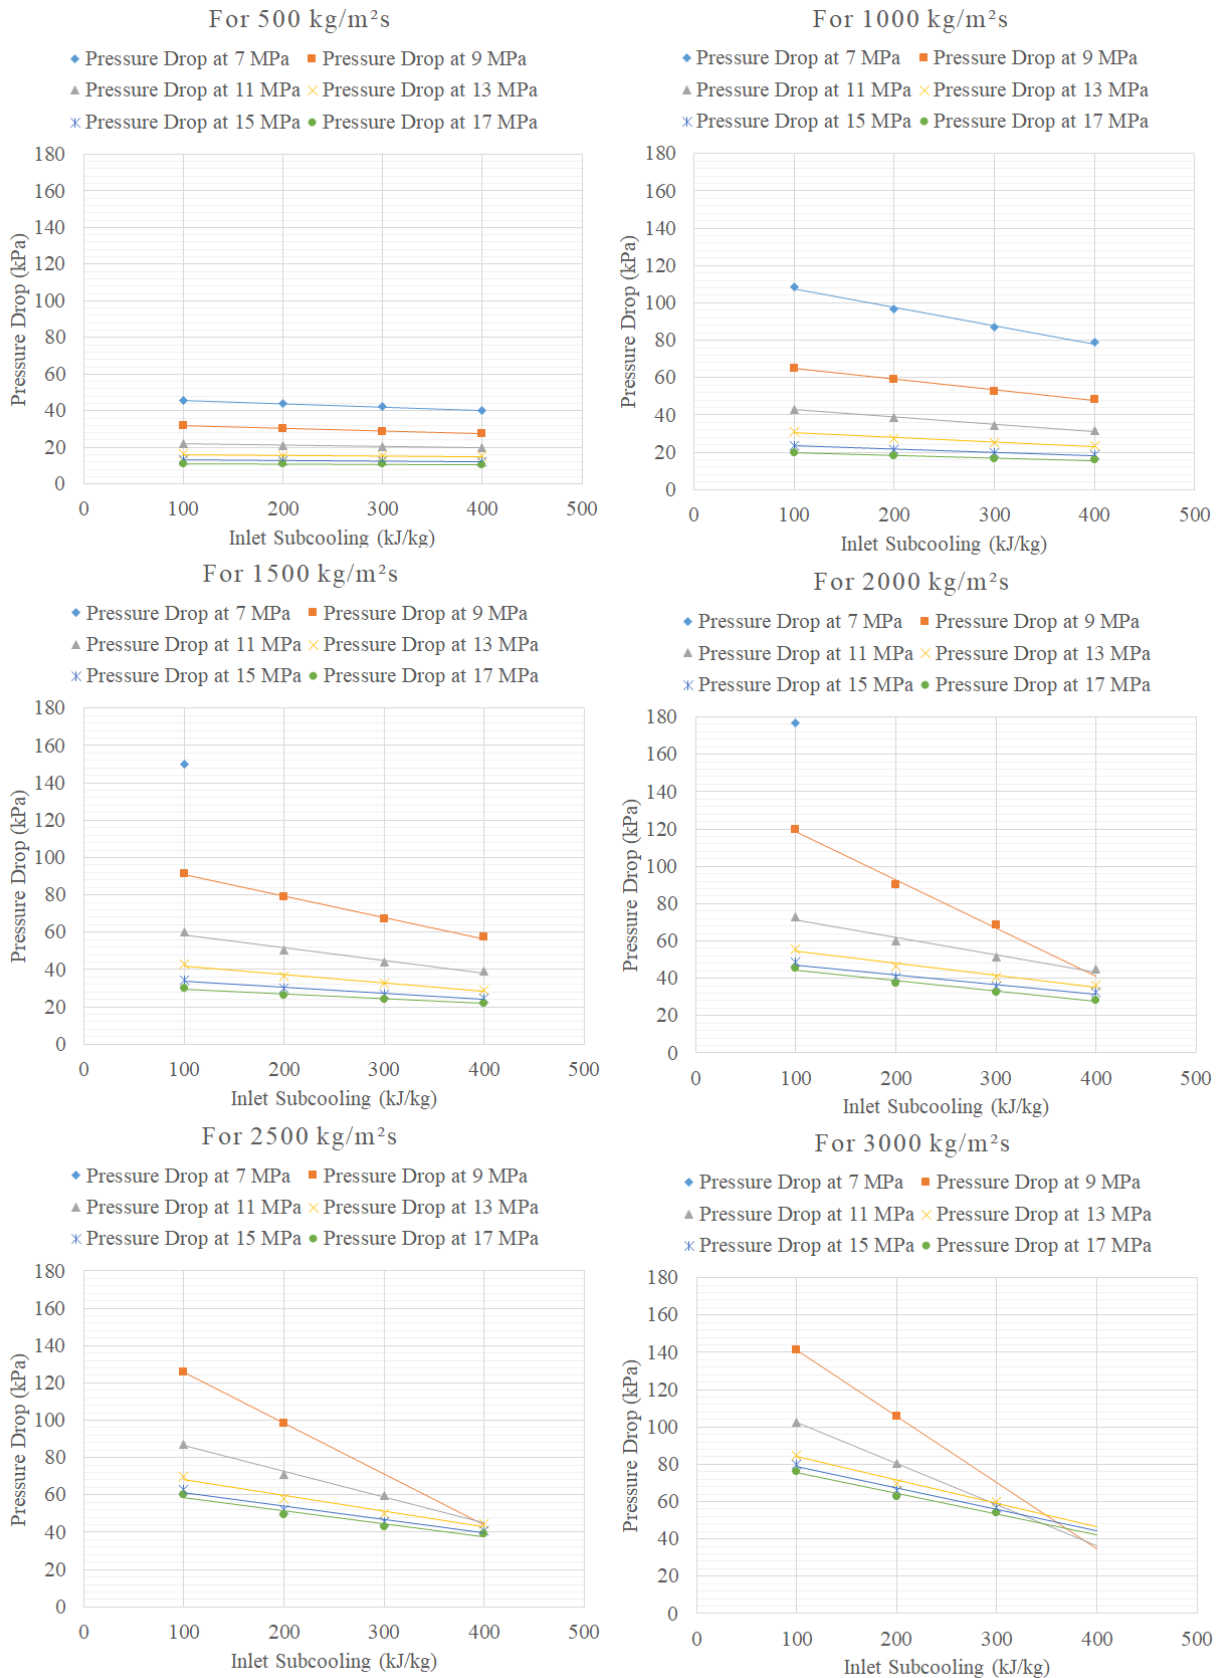 For 500 kg/m²s
Pressure Drop at 7 MPa Pressure Drop at 9 MPa
Pressure Drop at 11 MPa Pressure Drop at 13 MPa
Pressure Drop at 15 MPa Pressure Drop at 17 MPa
180
160
140
120
100
80
60
40
20
0
Pressure Drop (kPa)
0 100 200 300 400 500
Inlet Subcooling (kJ/kg)
For 1000 kg/m²s
Pressure Drop at 7 MPa Pressure Drop at 9 MPa
Pressure Drop at 11 MPa Pressure Drop at 13 MPa
Pressure Drop at 15 MPa Pressure Drop at 17 MPa
180
160
140
120
100
80
60
40
20
0
Pressure Drop (kPa)
0 100 200 300 400 500
Inlet Subcooling (kJ/kg)
For 1500 kg/m²s
Pressure Drop at 7 MPa Pressure Drop at 9 MPa
Pressure Drop at 11 MPa Pressure Drop at 13 MPa
Pressure Drop at 15 MPa Pressure Drop at 17 MPa
180
160
140
120
100
80
60
40
20
0
Pressure Drop (kPa)
0 100 200 300 400 500
Inlet Subcooling (kJ/kg)
For 2000 kg/m²s
Pressure Drop at 7 MPa Pressure Drop at 9 MPa
Pressure Drop at 11 MPa Pressure Drop at 13 MPa
Pressure Drop at 15 MPa Pressure Drop at 17 MPa
180
160
140
120
100
80
60
40
20
0
Pressure Drop (kPa)
0 100 200 300 400 500
Inlet Subcooling (kJ/kg)
For 2500 kg/m²s
Pressure Drop at 7 MPa Pressure Drop at 9 MPa
Pressure Drop at 11 MPa Pressure Drop at 13 MPa
Pressure Drop at 15 MPa Pressure Drop at 17 MPa
180
160
140
120
100
80
60
40
20
0
Pressure Drop (kPa)
0 100 200 300 400 500
Inlet Subcooling (kJ/kg)
For 3000 kg/m²s
Pressure Drop at 7 MPa Pressure Drop at 9 MPa
Pressure Drop at 11 MPa Pressure Drop at 13 MPa
Pressure Drop at 15 MPa Pressure Drop at 17 MPa
180
160
140
120
100
80
60
40
20
0
Pressure Drop (kPa)
0 100 200 300 400 500
Inlet Subcooling (kJ/kg)